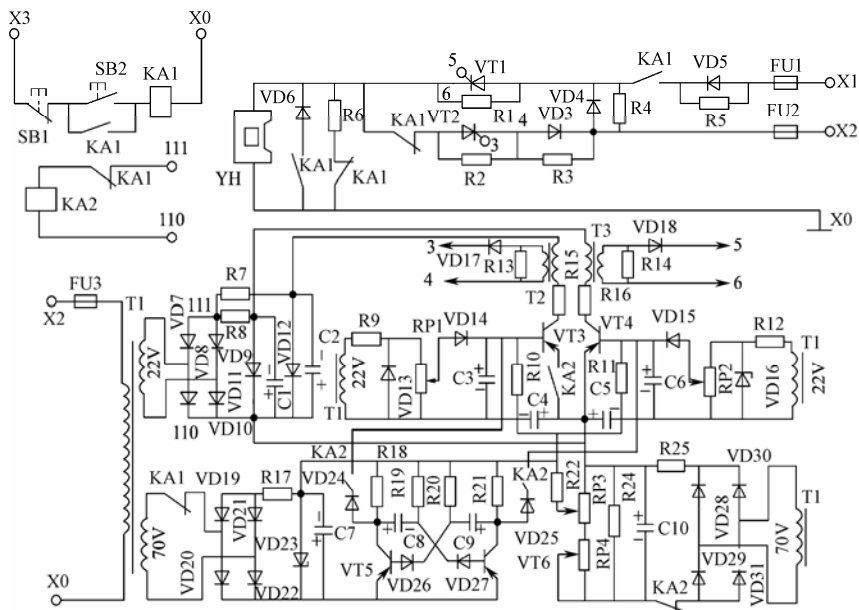 X3
X0
SB2
KA1
SB1
KA1
111
KA1
KA2
110
5
VT1
KA1
VD5
FU1
X1
6
R1
VD4
R4
R5
FU2
X2
VD6
R6
VT2
4
VD3
KA1
3
R2
R3
YH
KA1
KA1
X0
3
VD17
R13
4
T3
VD18
5
R14
6
R15
T2
R16
FU3
X2
T1
VD7
111
R7
R8
22V
VD8
VD9
VD12
VD11
C1
C2
110
VD10
22V
T1
R9
RP1
VD14
VD13
C3
VT3
VT4
VD15
R10
KA2
R11
C4
C5
C6
RP2
R12
T1
VD16
22V
KA1
VD19
R17
KA2
VD24
R18
R19
R20
R21
KA2
R22
RP3
R24
R25
VD30
VD28
T1
70V
VD21
VD20
VD23
VD22
C7
C8
C9
VT5
VD26
VD27
VD25
VT6
RP4
C10
VD29
VD31
70V
KA2
X0